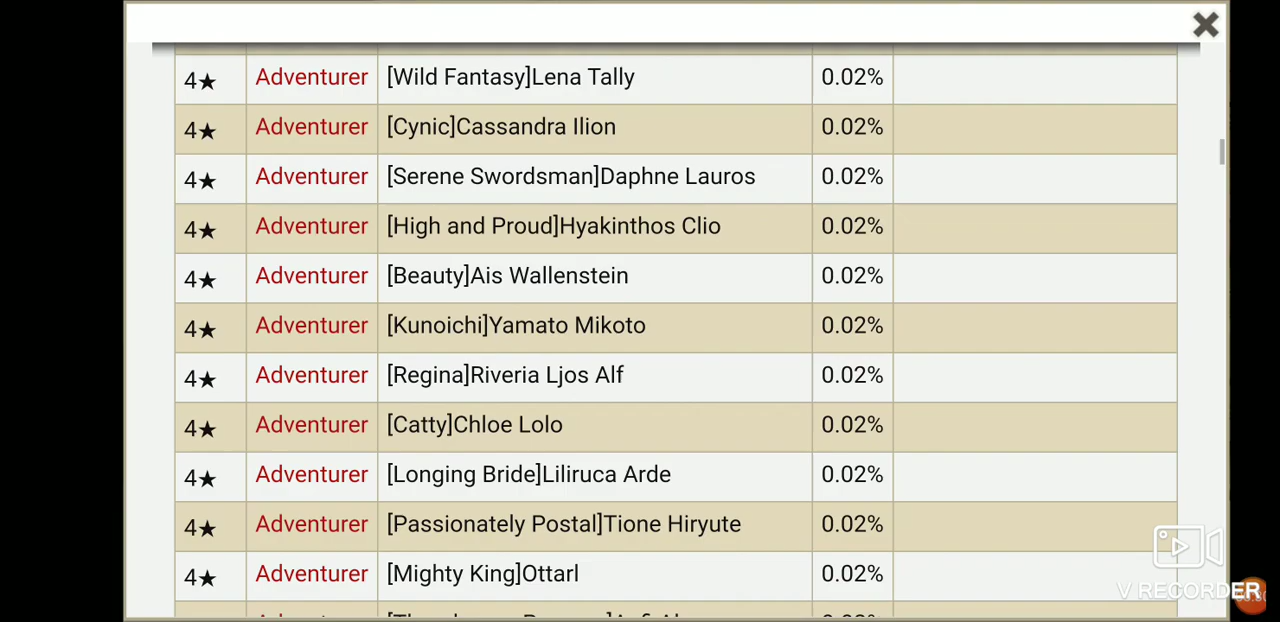 4★ Adventurer [Wild Fantasy]Lena Tally 0.02%
4★ Adventurer [Cynic]Cassandra Ilion 0.02%
4★ Adventurer [Serene Swordsman]Daphne Lauros 0.02%
4★ Adventurer [High and Proud]Hyakinthos Clio 0.02%
4★ Adventurer [Beauty]Ais Wallenstein 0.02%
4★ Adventurer [Kunoichi]Yamato Mikoto 0.02%
4★ Adventurer [Regina]Riveria Ljos Alf 0.02%
4★ Adventurer [Catty]Chloe Lolo 0.02%
4★ Adventurer [Longing Bride]Liliruca Arde 0.02%
4★ Adventurer [Passionately Postal]Tione Hiryute 0.02%
4★ Adventurer [Mighty King]Ottarl 0.02%
V RECORDER